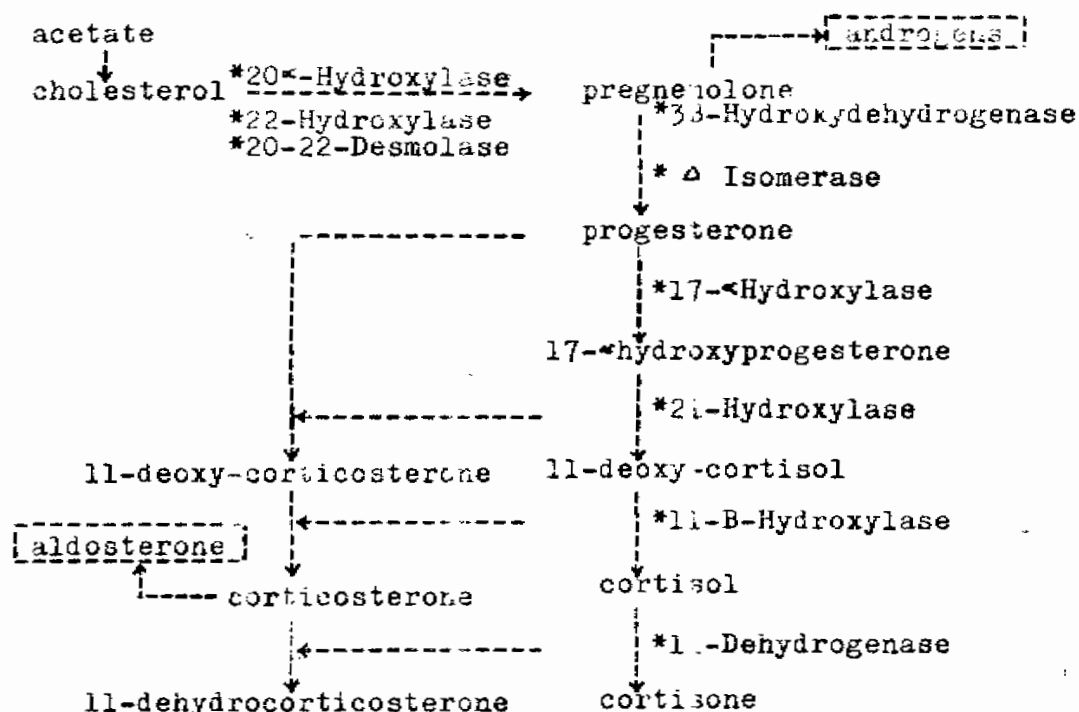 acetate
androgens
cholesterol
*20∝-Hydroxylase
pregnenolone
*22-Hydroxylase
*3B-Hydroxydehydrogenase
*20-22-Desmolase
* Δ Isomerase
progesterone
*17-∝Hydroxylase
17-∝hydroxyprogesterone
*21-Hydroxylase
11-deoxy-corticosterone
11-deoxy-cortisol
*11-B-Hydroxylase
aldosterone
corticosterone
cortisol
*11-Dehydrogenase
11-dehydrocorticosterone
cortisone